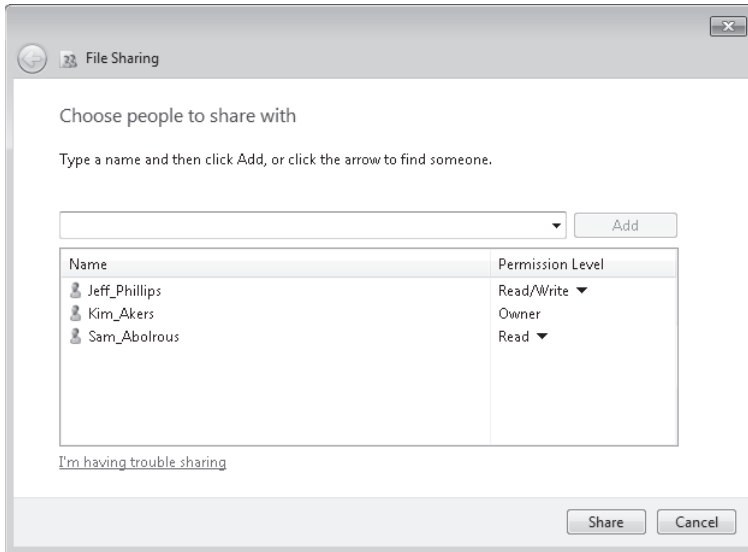 File Sharing
Choose people to share with
Type a name and then click Add, or click the arrow to find someone.
Add
Name Permission Level
Jeff_Phillips Read/Write
Kim_Akers Owner
Sam_Abolrous Read
I'm having trouble sharing
Share Cancel